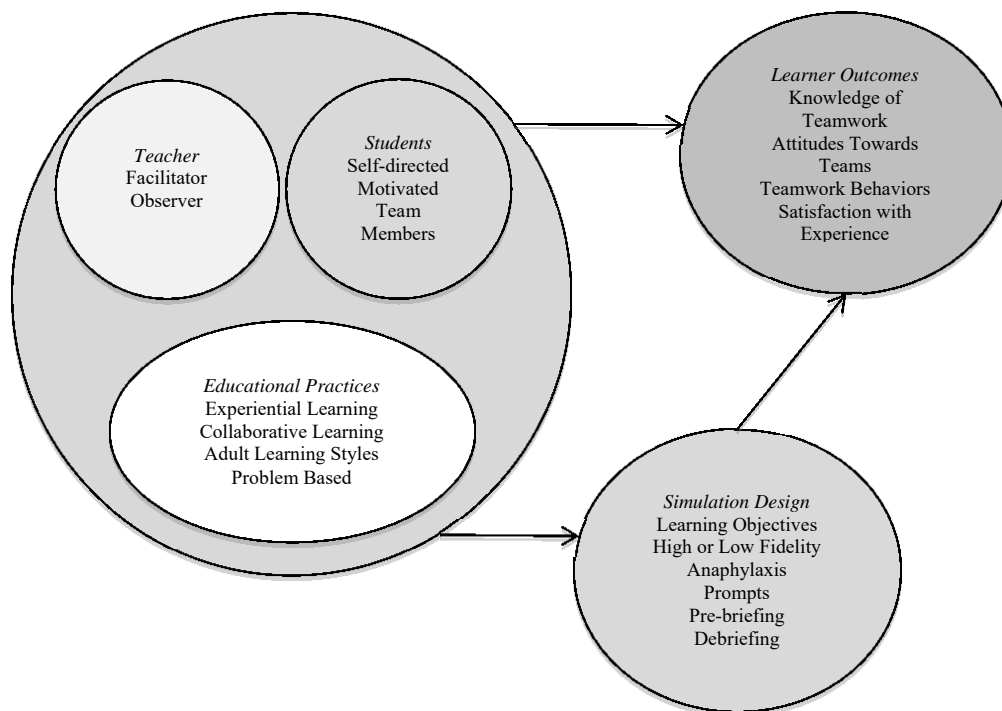 Teacher
Facilitator
Observer
Students
Self-directed
Motivated
Team
Members
Learner Outcomes
Knowledge of
Teamwork
Attitudes Towards
Teams
Teamwork Behaviors
Satisfaction with
Experience
Educational Practices
Experiential Learning
Collaborative Learning
Adult Learning Styles
Problem Based
Simulation Design
Learning Objectives
High or Low Fidelity
Anaphylaxis
Prompts
Pre-briefing
Debriefing